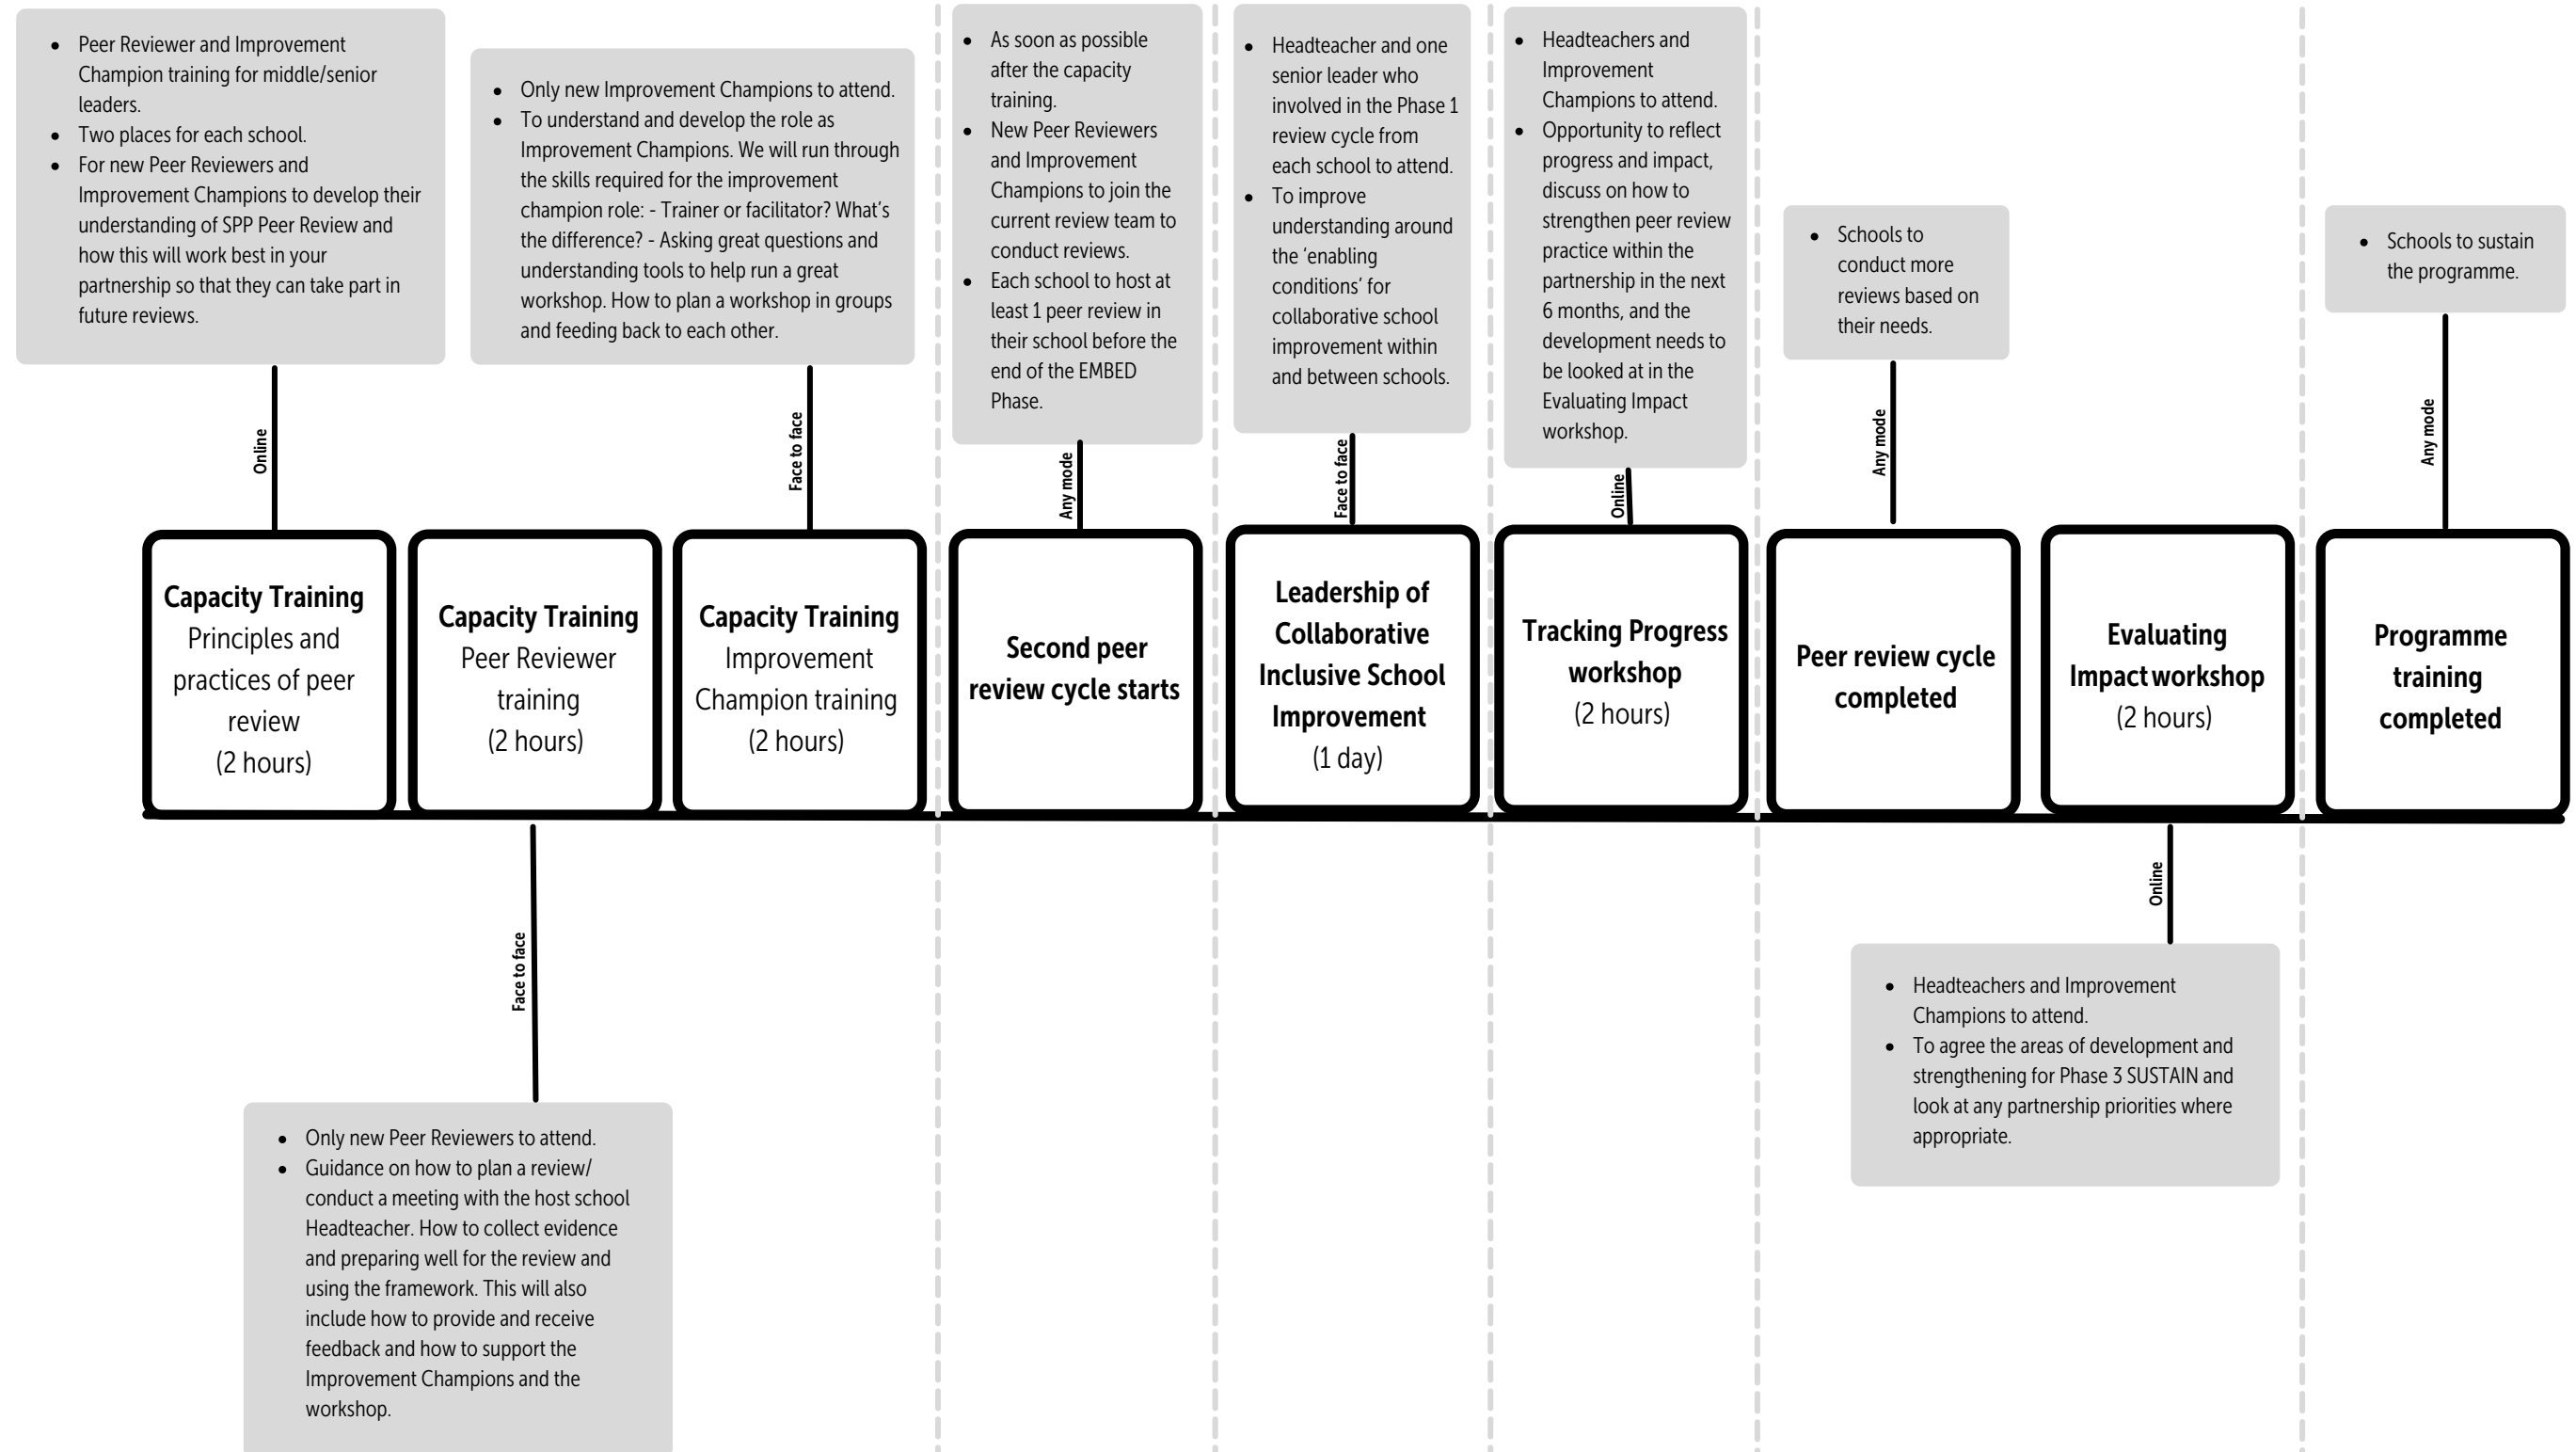 • Peer Reviewer and Improvement
Champion training for middle/senior
leaders.
• Two places for each school.
• For new Peer Reviewers and
Improvement Champions to develop their
understanding of SPP Peer Review and
how this will work best in your
partnership so that they can take part in
future reviews.
• Only new Improvement Champions to attend.
• To understand and develop the role as
Improvement Champions. We will run through
the skills required for the improvement
champion role: - Trainer or facilitator? What's
the difference? - Asking great questions and
understanding tools to help run a great
workshop. How to plan a workshop in groups
and feeding back to each other.
• As soon as possible
after the capacity
training.
• New Peer Reviewers
and Improvement
Champions to join the
current review team to
conduct reviews.
• Each school to host at
least 1 peer review in
their school before the
end of the EMBED
Phase.
• Headteacher and one
senior leader who
involved in the Phase 1
review cycle from
each school to attend.
• To improve
understanding around
the ‘enabling
conditions’ for
collaborative school
improvement within
and between schools.
• Headteachers and
Improvement
Champions to attend.
• Opportunity to reflect
progress and impact,
discuss on how to
strengthen peer review
practice within the
partnership in the next
6 months, and the
development needs to
be looked at in the
Evaluating Impact
workshop.
• Schools to
conduct more
reviews based on
their needs.
• Schools to sustain
the programme.
Online
Face to face
Any mode
Face to face
Online
Any mode
Any mode
Capacity Training
Principles and
practices of peer
review
(2 hours)
Capacity Training
Peer Reviewer
training
(2 hours)
Capacity Training
Improvement
Champion training
(2 hours)
Second peer
review cycle starts
Leadership of
Collaborative
Inclusive School
Improvement
(1 day)
Tracking Progress
workshop
(2 hours)
Peer review cycle
completed
Evaluating
Impact workshop
(2 hours)
Programme
training
completed
Face to face
Online
• Only new Peer Reviewers to attend.
• Guidance on how to plan a review/
conduct a meeting with the host school
Headteacher. How to collect evidence
and preparing well for the review and
using the framework. This will also
include how to provide and receive
feedback and how to support the
Improvement Champions and the
workshop.
• Headteachers and Improvement
Champions to attend.
• To agree the areas of development and
strengthening for Phase 3 SUSTAIN and
look at any partnership priorities where
appropriate.